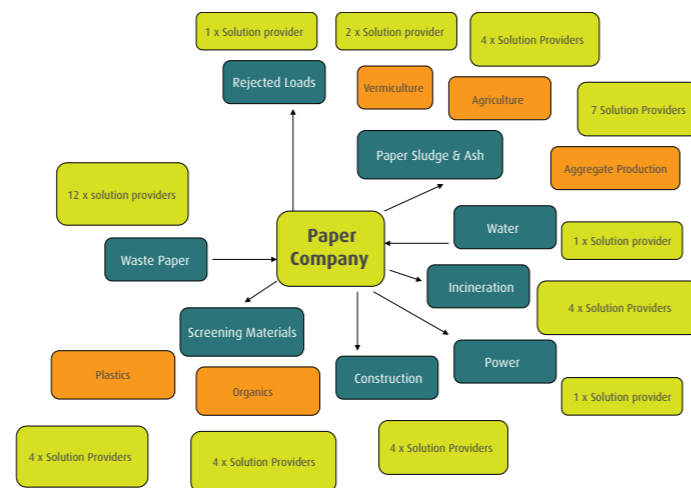 1 x Solution provider
2 x Solution provider
4 x Solution Providers
Rejected Loads
Vermiculture
Agriculture
7 Solution Providers
Paper Sludge & Ash
Aggregate Production
12 x solution providers
Paper
Company
Water
1 x Solution provider
Waste Paper
Incineration
4 x Solution Providers
Screening Materials
Power
Plastics
Organics
Construction
1 x Solution provider
4 x Solution Providers
4 x Solution Providers
4 x Solution Providers